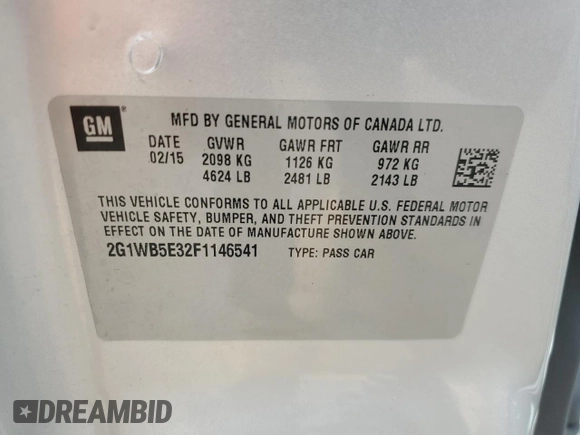 GM
MFD BY GENERAL MOTORS OF CANADA LTD.
DATE GVWR GAWR FRT GAWR RR
02/15 2098 KG 1126 KG 972 KG
4624 LB 2481 LB 2143 LB
THIS VEHICLE CONFORMS TO ALL APPLICABLE U.S. FEDERAL MOTOR
VEHICLE SAFETY, BUMPER, AND THEFT PREVENTION STANDARDS IN
EFFECT ON THE DATE OF MANUFACTURE SHOWN ABOVE.
2G1WB5E32F1146541 TYPE: PASS CAR
DREAMBID